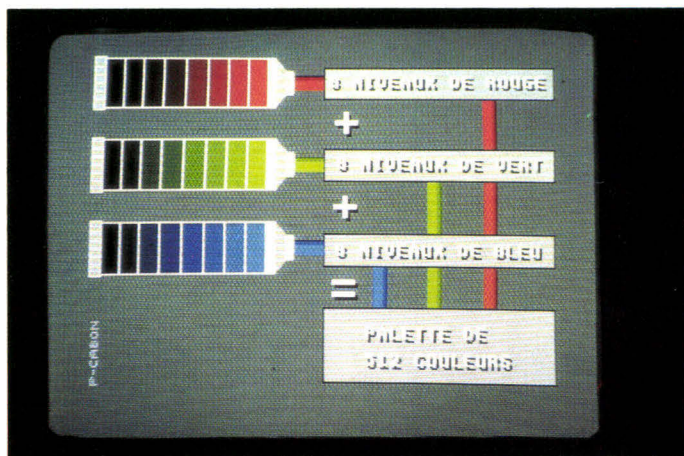 8 NIVEAUX DE ROUGE
+
8 NIVEAUX DE VERT
+
8 NIVEAUX DE BLEU
=
PALETTE DE
512 COULEURS
P-CABON